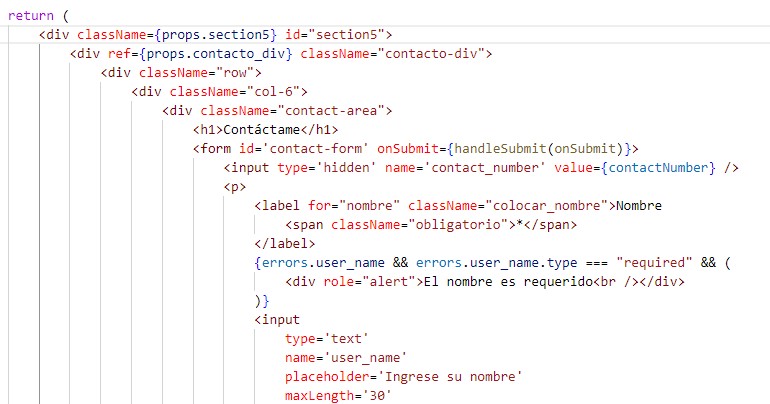 return (
<div className={props.section5} id="section5">
<div ref={props.contacto_div} className="contacto-div">
<div className="row">
<div className="col-6">
<div className="contact-area">
<h1>Contáctame</h1>
<form id='contact-form' onSubmit={handleSubmit(onSubmit)}>
<input type='hidden' name='contact_number' value={contactNumber} />
<p>
<label for="nombre" className="colocar_nombre">Nombre
<span className="obligatorio">*</span>
</label>
{errors.user_name && errors.user_name.type === "required" && (
<div role="alert">El nombre es requerido<br /></div>
)}
<input
type='text'
name='user_name'
placeholder='Ingrese su nombre'
maxLength='30'